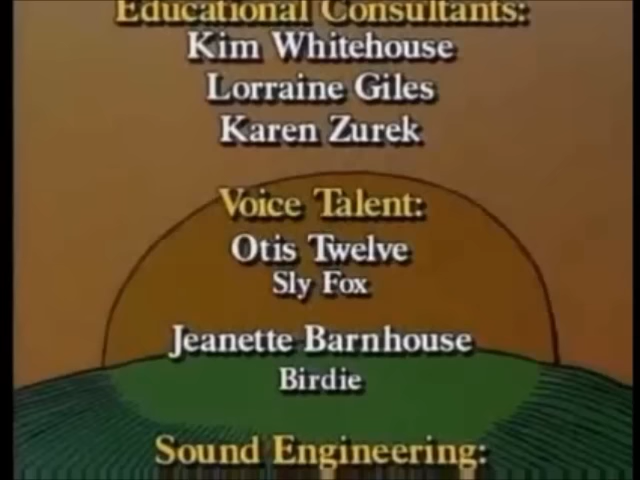 Educational Consultants:
Kim Whitehouse
Lorraine Giles
Karen Zurek
Voice Talent:
Otis Twelve
Sly Fox
Jeanette Barnhouse
Birdie
Sound Engineering: